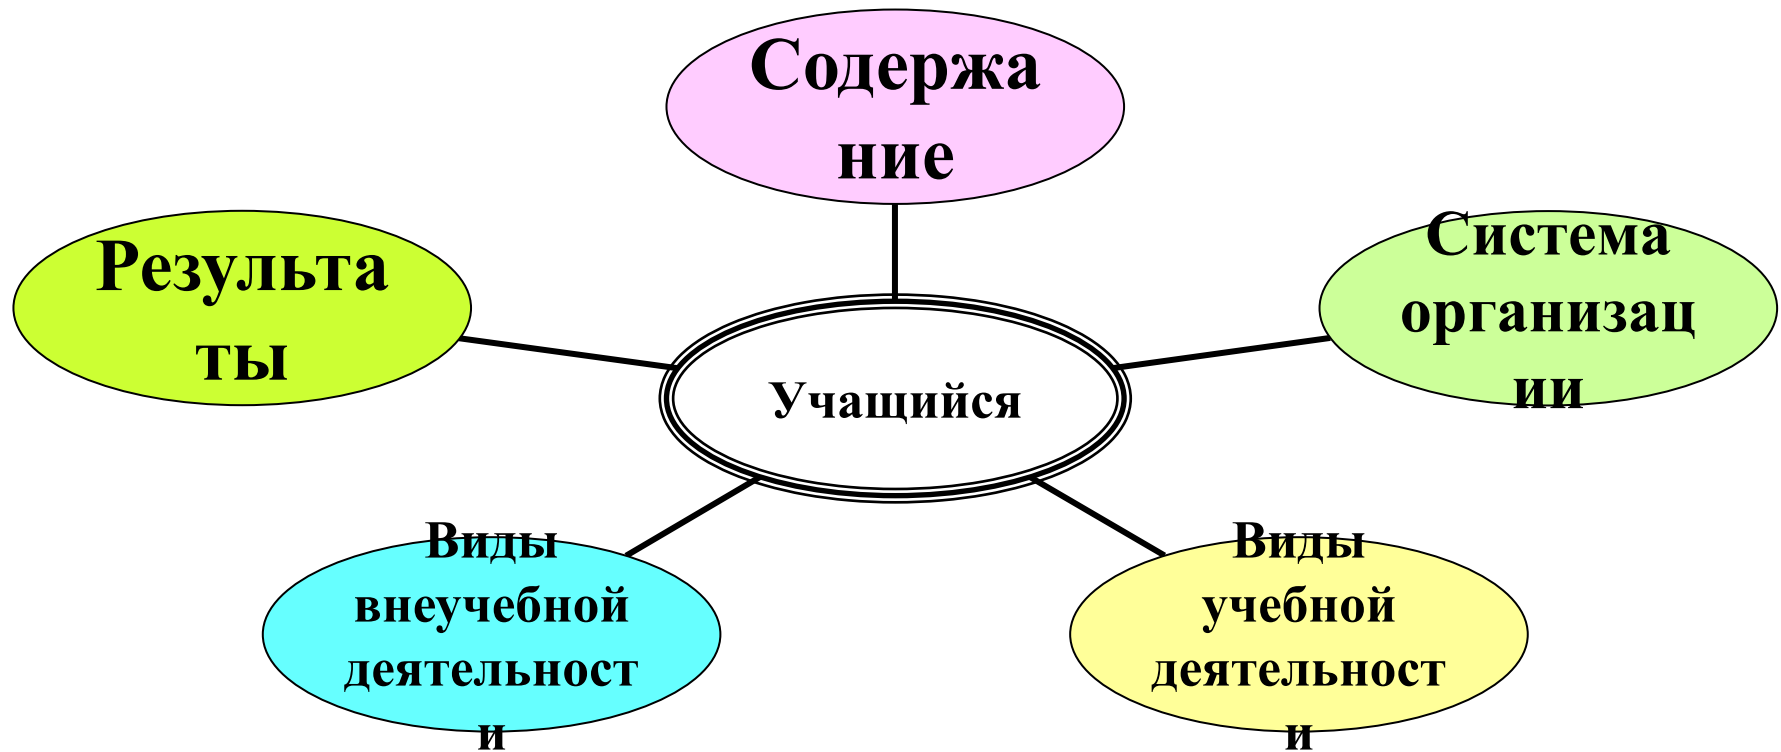 Содержа
ние
Результа
ты
Система
организац
ии
Учащийся
Виды
внеучебной
деятельност
и
Виды
учебной
деятельност
и